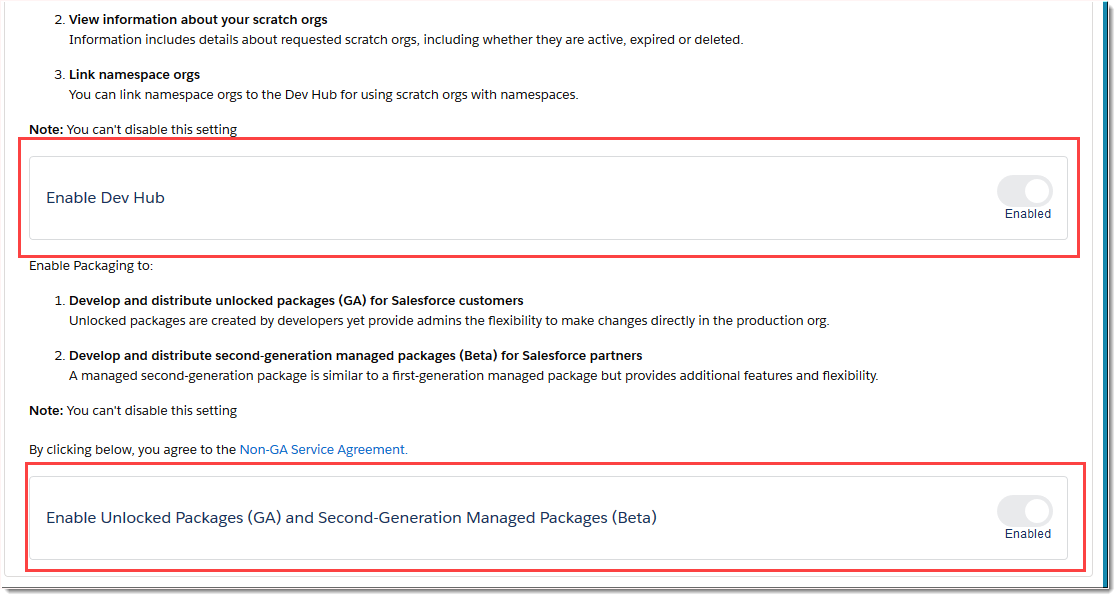 2. View information about your scratch orgs
Information includes details about requested scratch orgs, including whether they are active, expired or deleted.
3. Link namespace orgs
You can link namespace orgs to the Dev Hub for using scratch orgs with namespaces.
Note: You can't disable this setting
Enable Dev Hub
Enabled
Enable Packaging to:
1. Develop and distribute unlocked packages (GA) for Salesforce customers
Unlocked packages are created by developers yet provide admins the flexibility to make changes directly in the production org.
2. Develop and distribute second-generation managed packages (Beta) for Salesforce partners
A managed second-generation package is similar to a first-generation managed package but provides additional features and flexibility.
Note: You can't disable this setting
By clicking below, you agree to the Non-GA Service Agreement.
Enable Unlocked Packages (GA) and Second-Generation Managed Packages (Beta)
Enabled